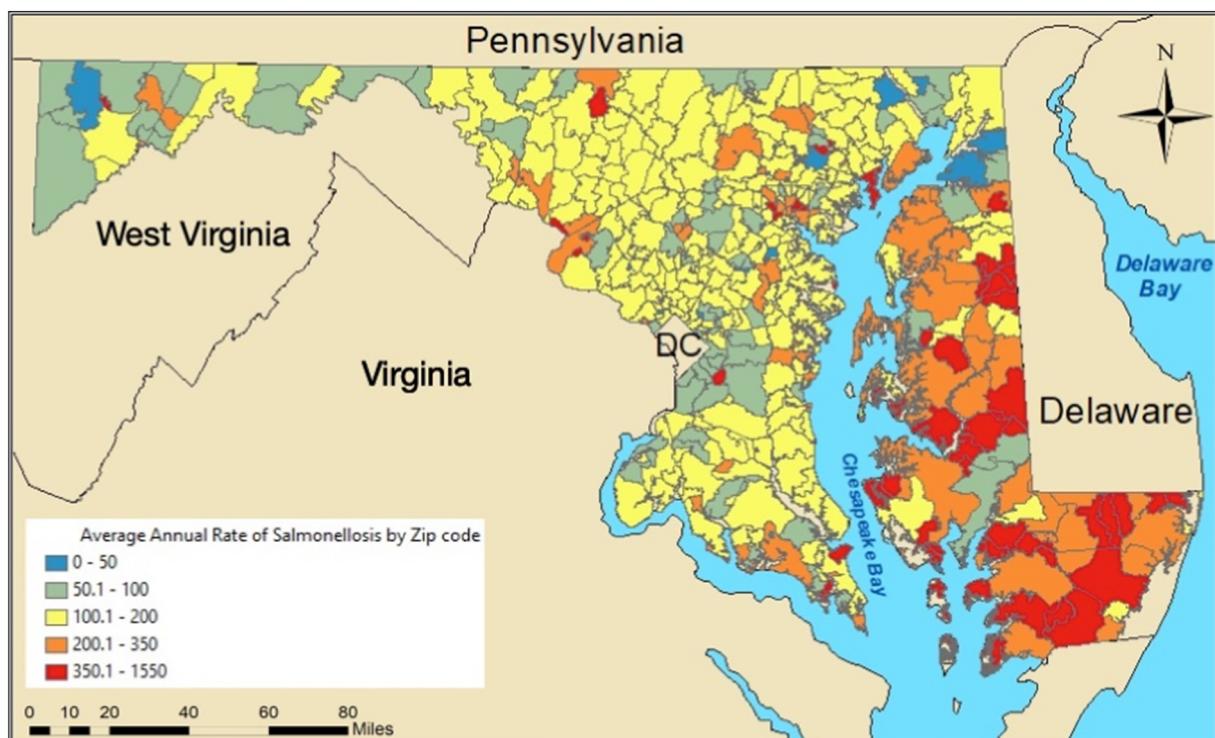 Pennsylvania
N
West Virginia
Delaware
Bay
DC
Virginia
Delaware
Chesapeake Bay
Average Annual Rate of Salmonellosis by Zip code
0 - 50
50.1 - 100
100.1 - 200
200.1 - 350
350.1 - 1550
0 10 20 40 60 80
Miles